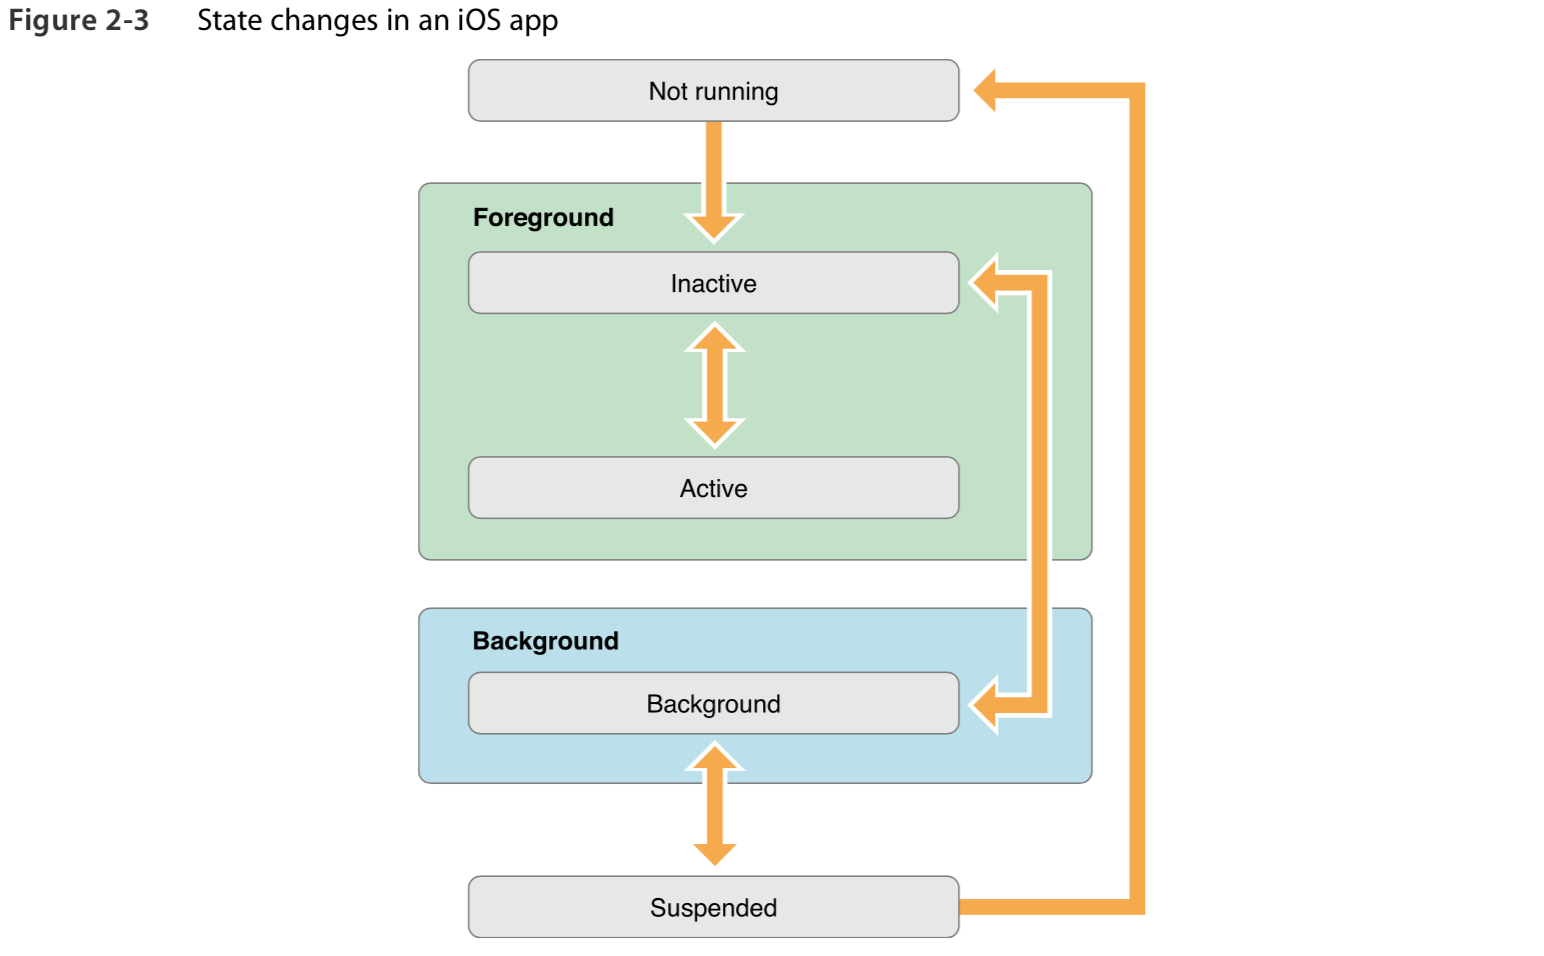 Figure 2-3 State changes in an iOS app
Not running
Foreground
Inactive
Active
Background
Background
Suspended